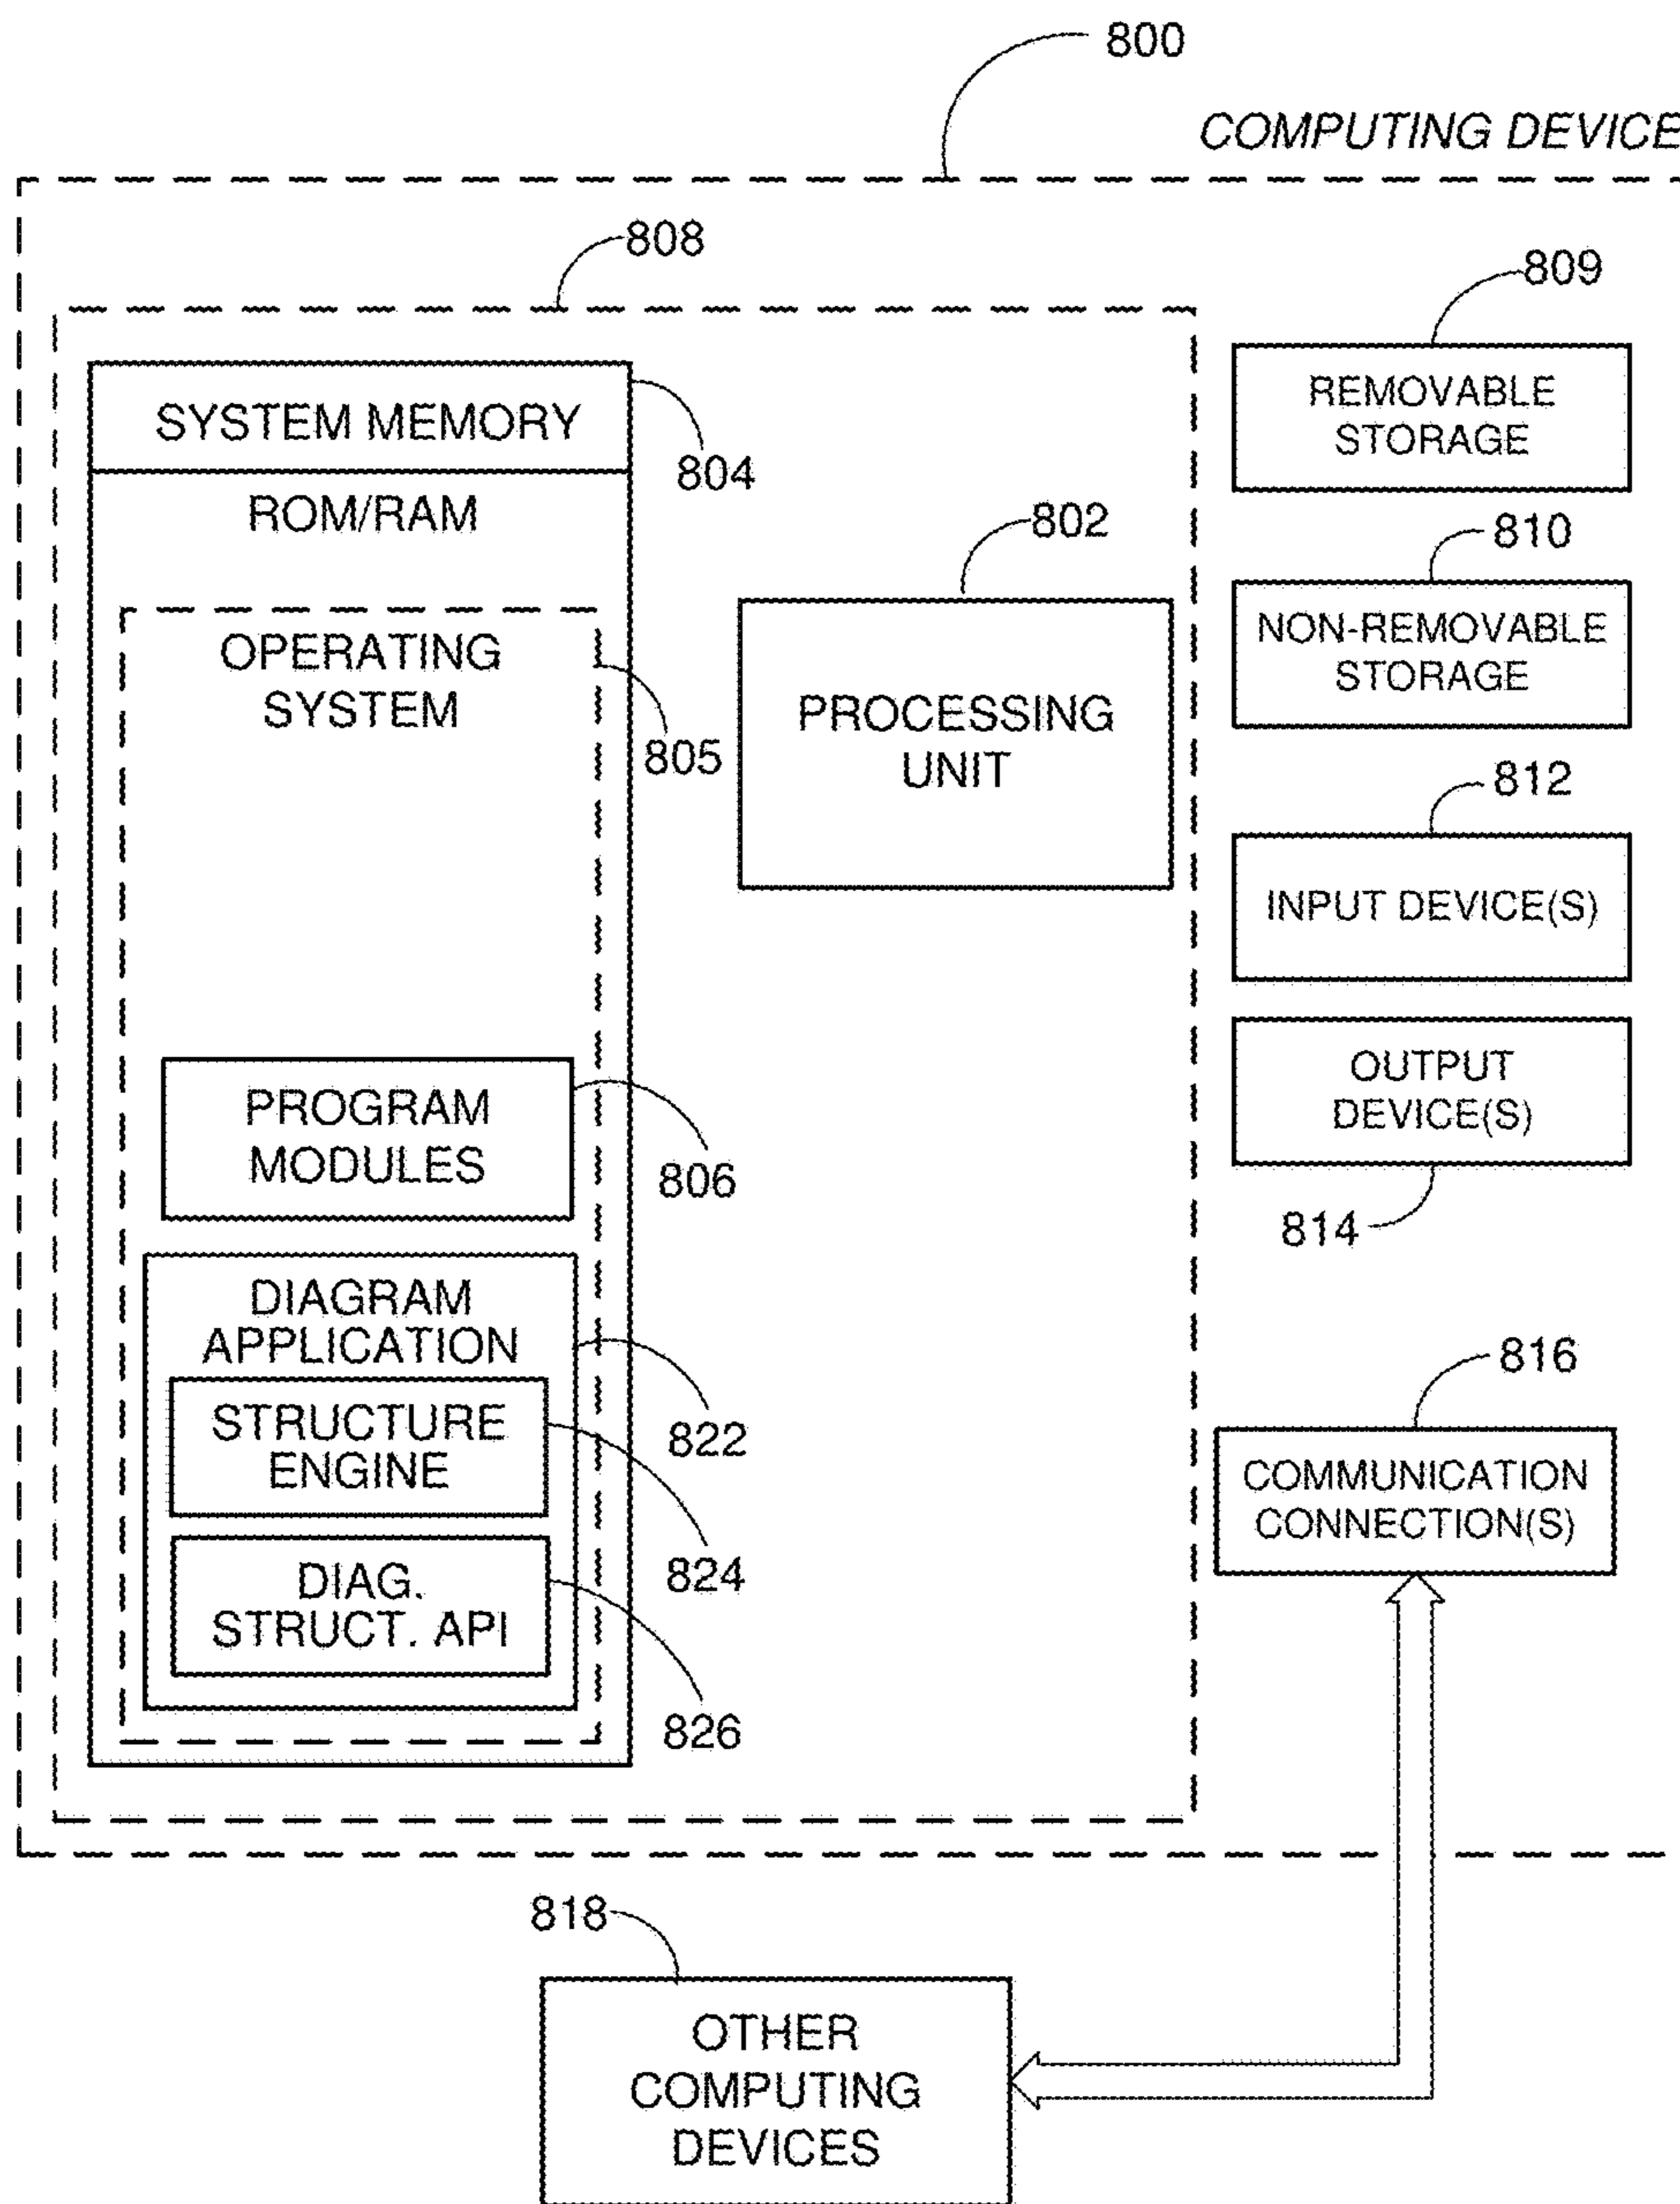 800
COMPUTING DEVICE
808
809
SYSTEM MEMORY
804
ROM/RAM
REMOVABLE
STORAGE
802
810
OPERATING
SYSTEM
805
PROCESSING
UNIT
NON-REMOVABLE
STORAGE
812
INPUT DEVICE(S)
PROGRAM
MODULES
806
OUTPUT
DEVICE(S)
814
DIAGRAM
APPLICATION
822
STRUCTURE
ENGINE
824
DIAG.
STRUCT. API
826
816
COMMUNICATION
CONNECTION(S)
818
OTHER
COMPUTING
DEVICES